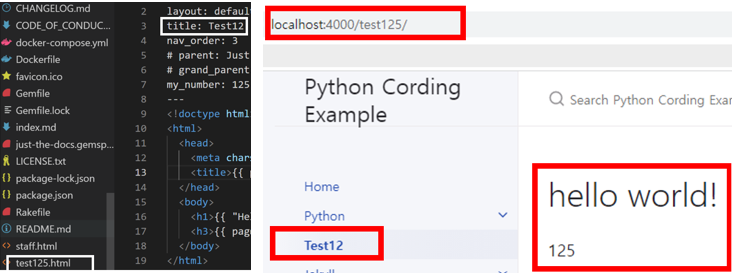 CHANGELOG.md
CODE_OF_CONDUC...
docker-compose.yml
Dockerfile
favicon.ico
Gemfile
Gemfile.lock
index.md
just-the-docs.gemsp...
LICENSE.txt
package-lock.json
package.json
Rakefile
README.md
staff.html
test125.html
2 layout: defaul
3 title: Test12
4 nav_order: 3
5 # parent: Just
6 # grand_parent
7 my_number: 125
8 ---
9 <!doctype html
10 <html>
11 <head>
12 <meta chars
13 <title>{{ p
14 </head>
15 <body>
16 <h1>{{ "He
17 <h3>{{ page
18 </body>
19 </html>
localhost:4000/test125/
Python Cording
Example
Home
Python
Test12
Search Python Cording Exa
hello world!
125